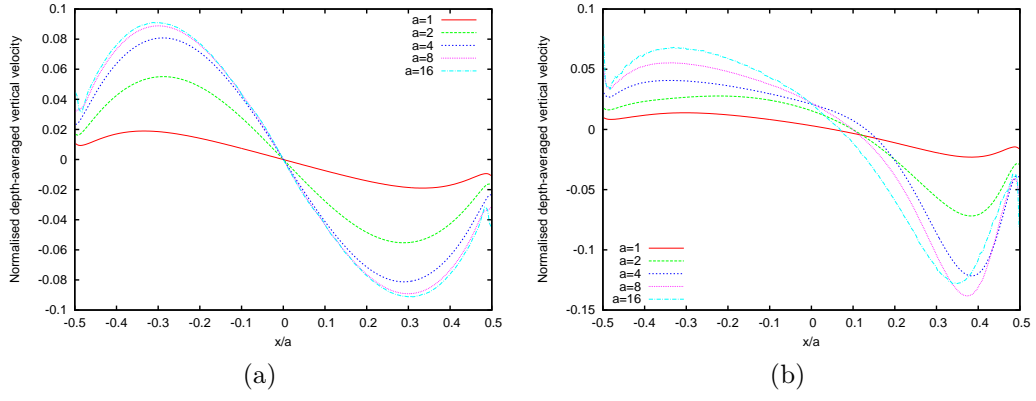 Normalised depth-averaged vertical velocity
0.1
0.08
0.06
0.04
0.02
0
-0.02
-0.04
-0.06
-0.08
-0.1
-0.5 -0.4 -0.3 -0.2 -0.1 0 0.1 0.2 0.3 0.4 0.5
x/a
a=1
a=2
a=4
a=8
a=16
(a)
Normalised depth-averaged vertical velocity
0.1
0.05
0
-0.05
-0.1
-0.15
-0.5 -0.4 -0.3 -0.2 -0.1 0 0.1 0.2 0.3 0.4 0.5
x/a
a=1
a=2
a=4
a=8
a=16
(b)